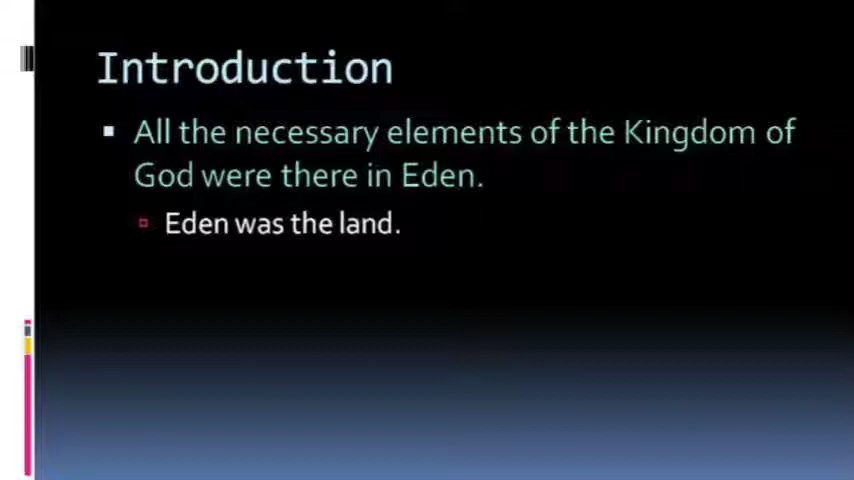 Introduction
All the necessary elements of the Kingdom of
God were there in Eden.
Eden was the land.